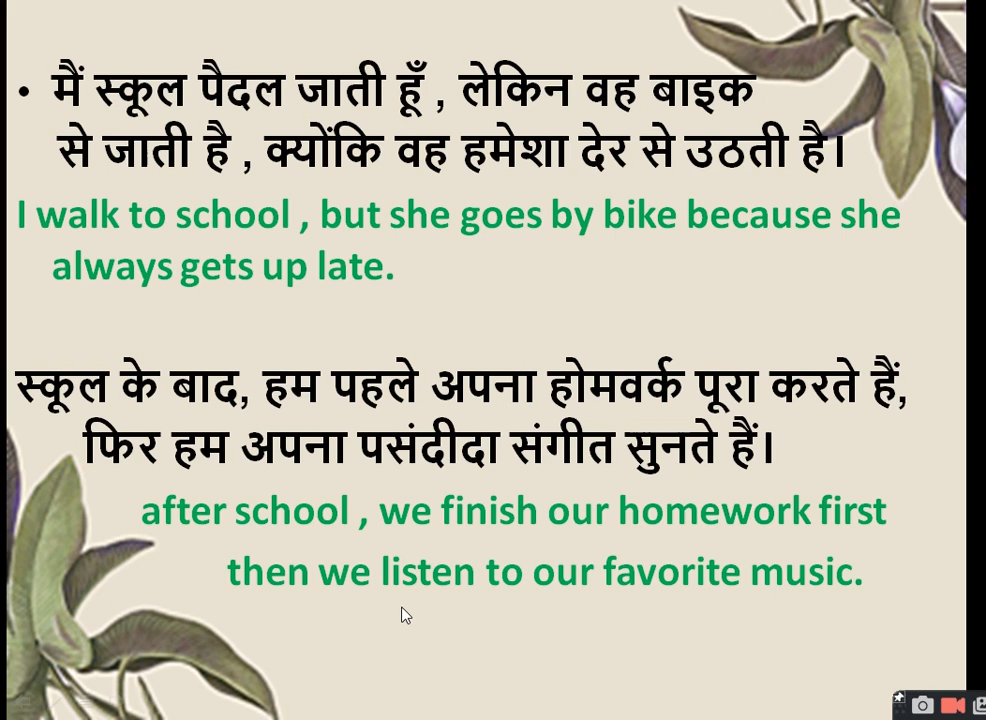 • मैं स्कूल पैदल जाती हूँ , लेकिन वह बाइक
से जाती है , क्योंकि वह हमेशा देर से उठती है।
I walk to school , but she goes by bike because she
always gets up late.
स्कूल के बाद, हम पहले अपना होमवर्क पूरा करते हैं,
फिर हम अपना पसंदीदा संगीत सुनते हैं।
after school , we finish our homework first
then we listen to our favorite music.